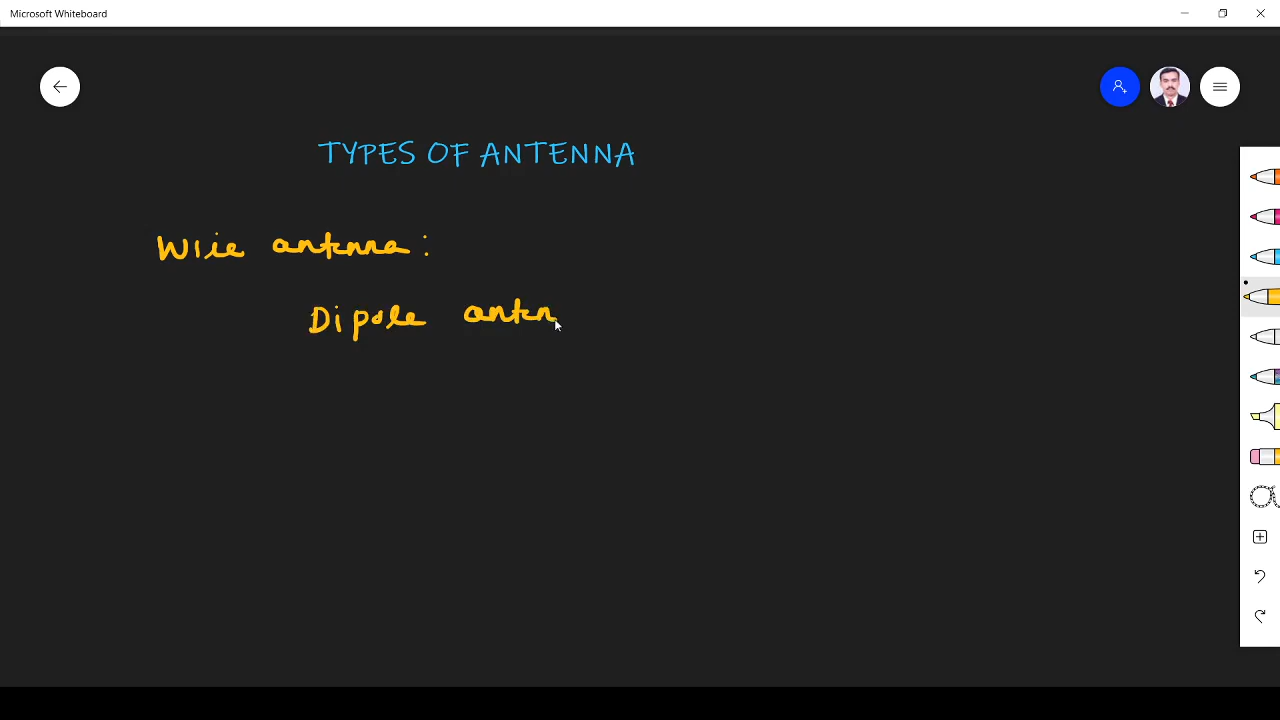 Microsoft Whiteboard
TYPES OF ANTENNA
Wire antenna:
Dipole anten